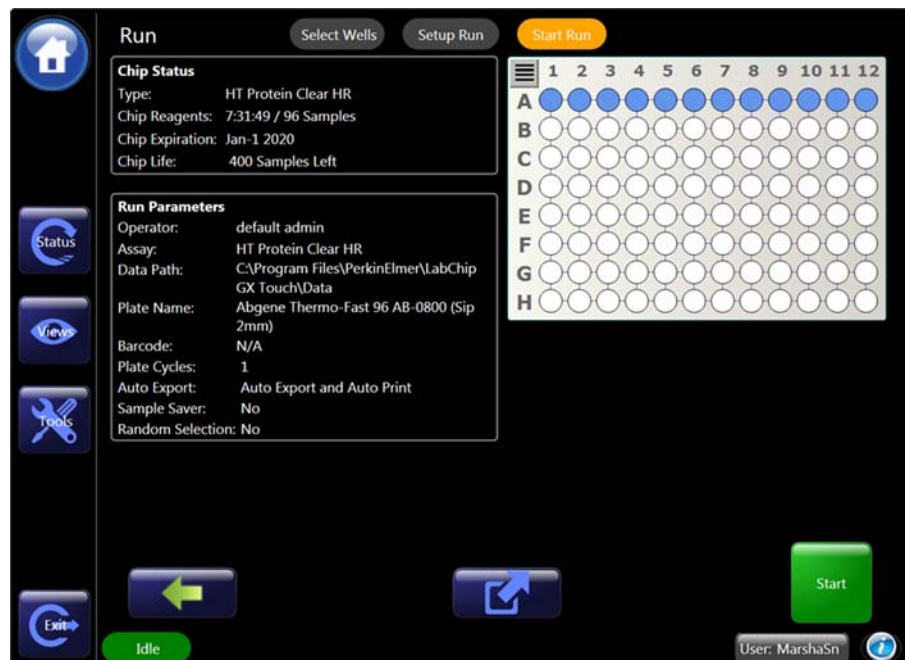 Run
Select Wells
Setup Run
Start Run
Chip Status
Type: HT Protein Clear HR
Chip Reagents: 7:31:49 / 96 Samples
Chip Expiration: Jan-1 2020
Chip Life: 400 Samples Left
1 2 3 4 5 6 7 8 9 10 11 12
A
B
C
D
E
F
G
H
Status
Views
Tools
Exit
Run Parameters
Operator: default admin
Assay: HT Protein Clear HR
Data Path: C:\Program Files\PerkinElmer\LabChip
GX Touch\Data
Plate Name: Abgene Thermo-Fast 96 AB-0800 (Sip
2mm)
Barcode: N/A
Plate Cycles: 1
Auto Export: Auto Export and Auto Print
Sample Saver: No
Random Selection: No
Start
Idle
User: MarshaSn